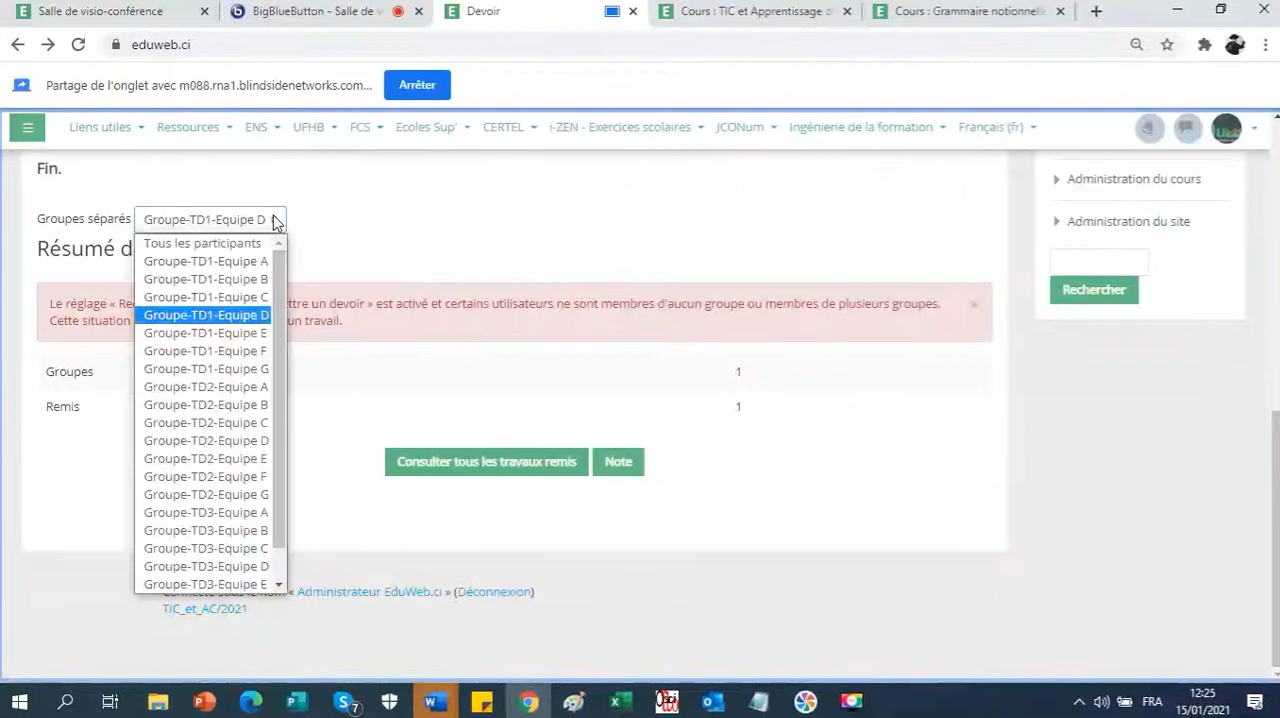 Salle de visio-conférence
BigBlueButton - Salle de v
Devoir
Cours : TIC et Apprentissage
Cours : Grammaire notionnelle
eduweb.ci
Partage de l'onglet avec m088.rna1.blindsidenetworks.com...
Arrêter
Liens utiles
Ressources
ENS
UFHB
FCS
Ecoles Sup'
CERTEL
i-ZEN - Exercices scolaires
JCONum
Ingénierie de la formation
Français (fr)
Fin.
Administration du cours
Groupes séparés
Groupe-TD1-Equipe D
Administration du site
Tous les participants
Résumé d
Groupe-TD1-Equipe A
Groupe-TD1-Equipe B
Rechercher
Groupe-TD1-Equipe C
Le réglage « Re
ttre un devoir » est activé et certains utilisateurs ne sont membres d'aucun groupe ou membres de plusieurs groupes.
×
Groupe-TD1-Equipe D
Cette situation
un travail.
Groupe-TD1-Equipe E
Groupe-TD1-Equipe F
Groupe-TD1-Equipe G
Groupes
1
Groupe-TD2-Equipe A
Groupe-TD2-Equipe B
Remis
1
Groupe-TD2-Equipe C
Groupe-TD2-Equipe D
Groupe-TD2-Equipe E
Consulter tous les travaux remis
Note
Groupe-TD2-Equipe F
Groupe-TD2-Equipe G
Groupe-TD3-Equipe A
Groupe-TD3-Equipe B
Groupe-TD3-Equipe C
Groupe-TD3-Equipe D
Groupe-TD3-Equipe E
« Administrateur EduWeb.ci » (Déconnexion)
TIC_et_AC/2021
7
FRA
12:25
15/01/2021